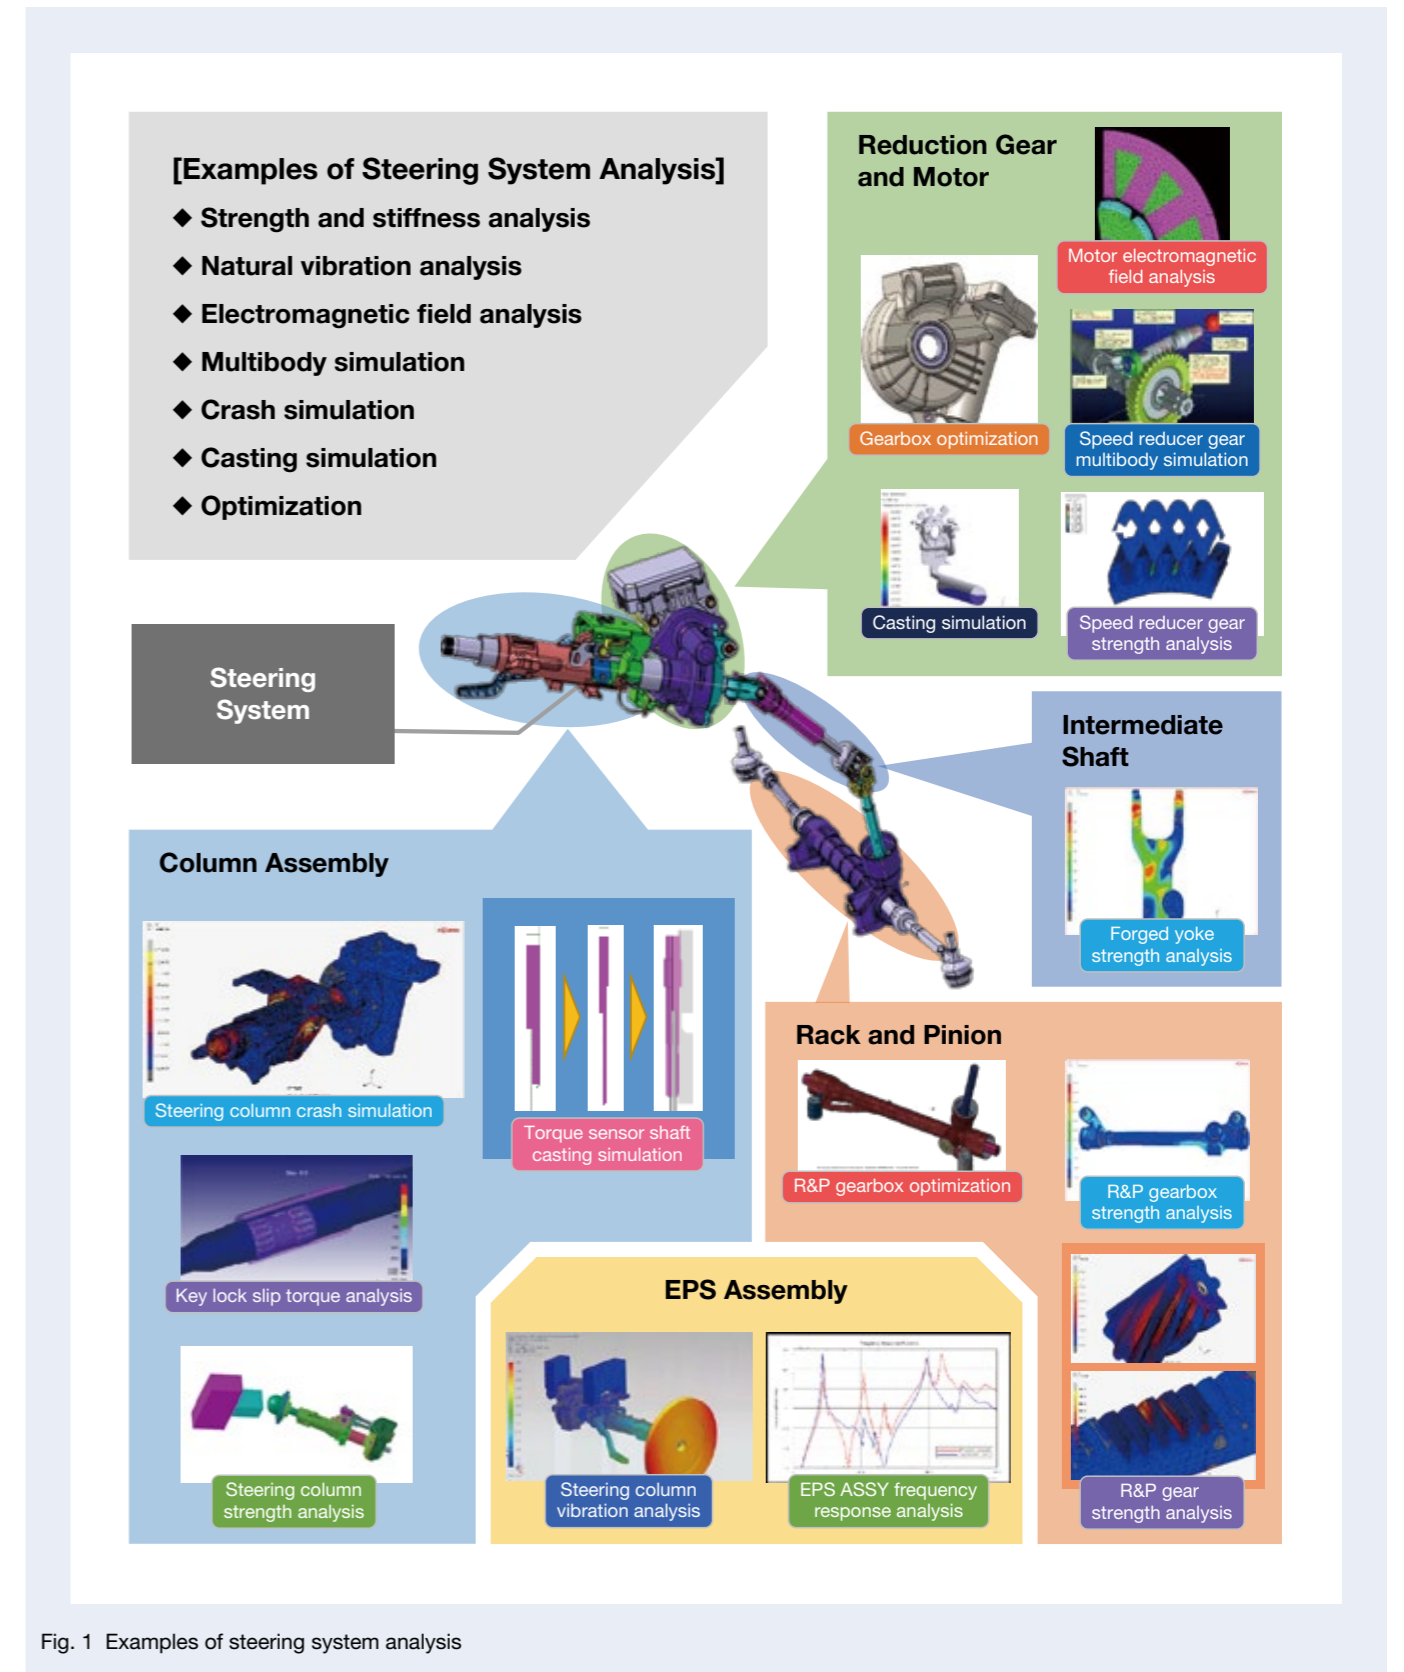 [Examples of Steering System Analysis]
◆ Strength and stiffness analysis
◆ Natural vibration analysis
◆ Electromagnetic field analysis
◆ Multibody simulation
◆ Crash simulation
◆ Casting simulation
◆ Optimization
Reduction Gear
and Motor
Motor electromagnetic
field analysis
Gearbox optimization
Speed reducer gear
multibody simulation
Casting simulation
Speed reducer gear
strength analysis
Steering
System
Intermediate
Shaft
Forged yoke
strength analysis
Column Assembly
Steering column crash simulation
Torque sensor shaft
casting simulation
Key lock slip torque analysis
Steering column
strength analysis
Rack and Pinion
R&P gearbox optimization
R&P gearbox
strength analysis
R&P gear
strength analysis
EPS Assembly
Steering column
vibration analysis
EPS ASSY frequency
response analysis
Fig. 1 Examples of steering system analysis